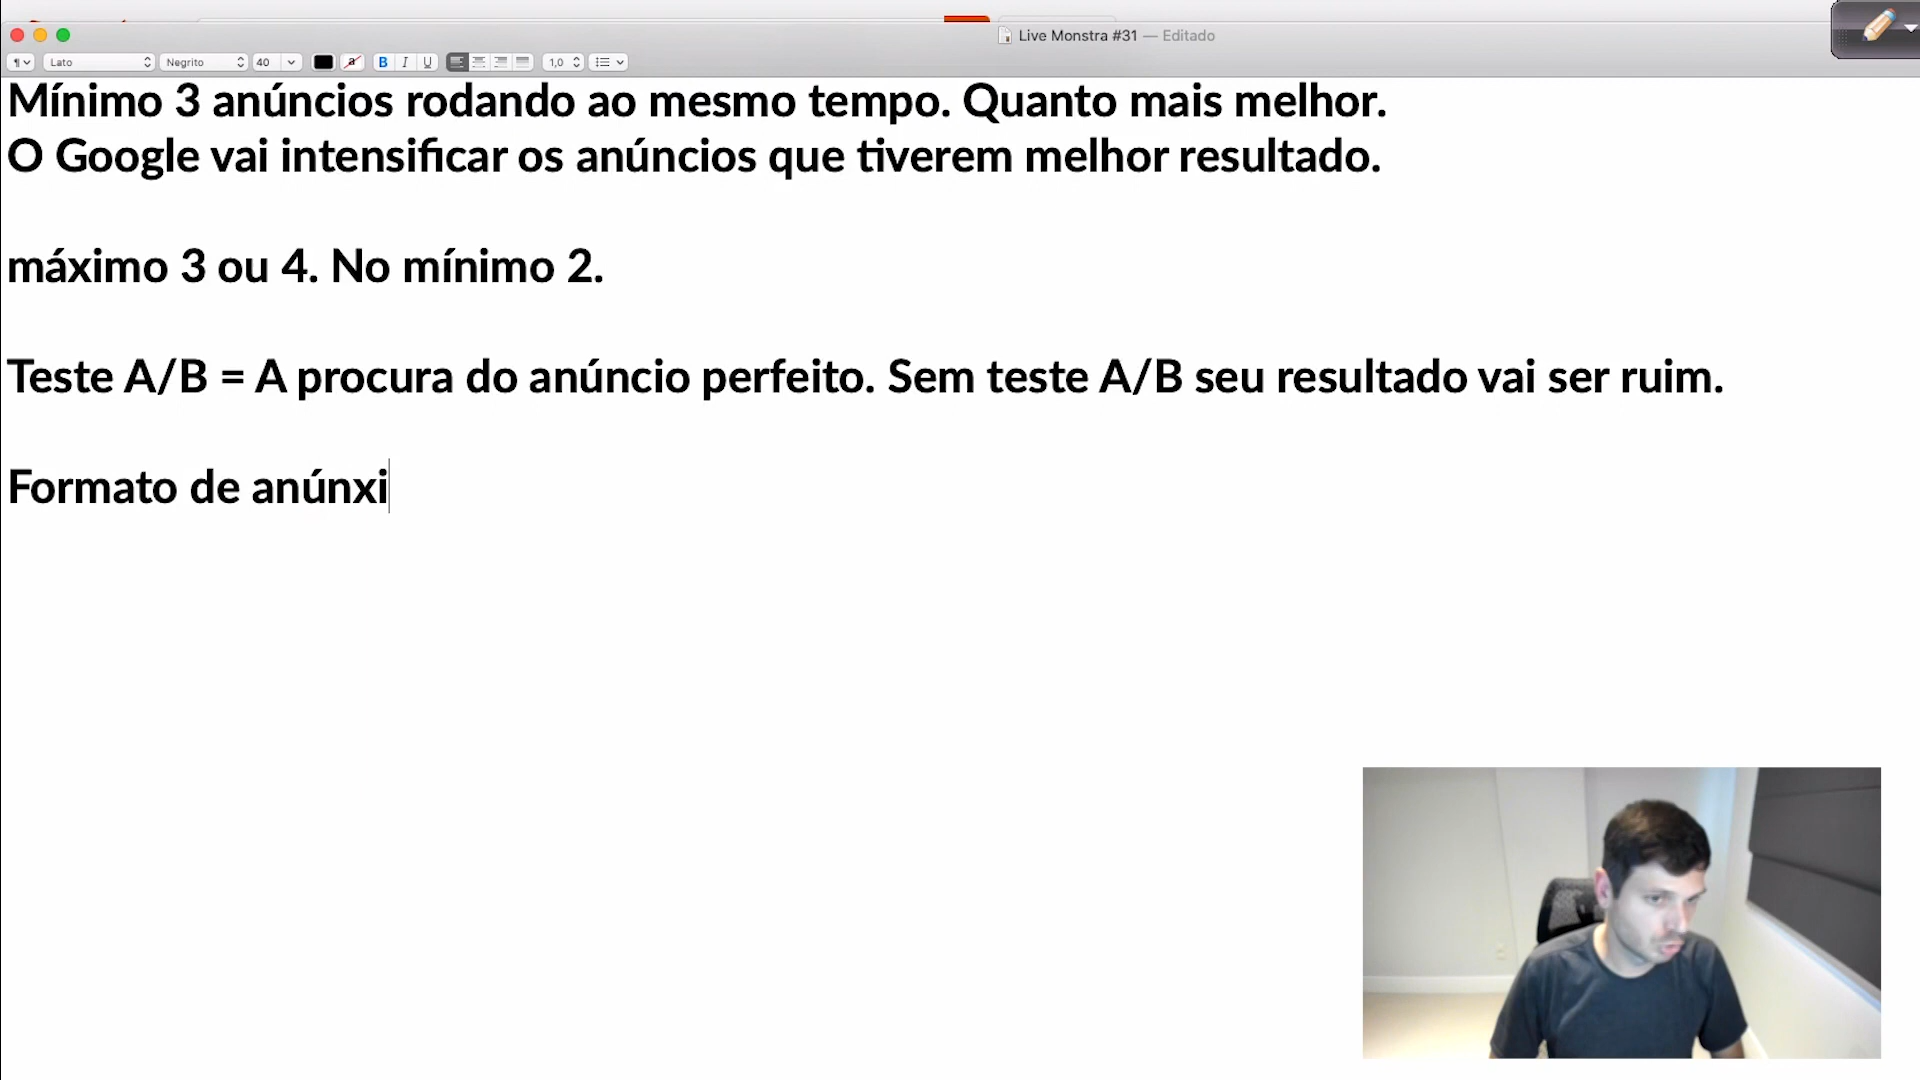 Live Monstra #31 — Editado
Lato Negrito 40 B I U 1,0
Mínimo 3 anúncios rodando ao mesmo tempo. Quanto mais melhor.
O Google vai intensificar os anúncios que tiverem melhor resultado.
máximo 3 ou 4. No mínimo 2.
Teste A/B = A procura do anúncio perfeito. Sem teste A/B seu resultado vai ser ruim.
Formato de anúnxi